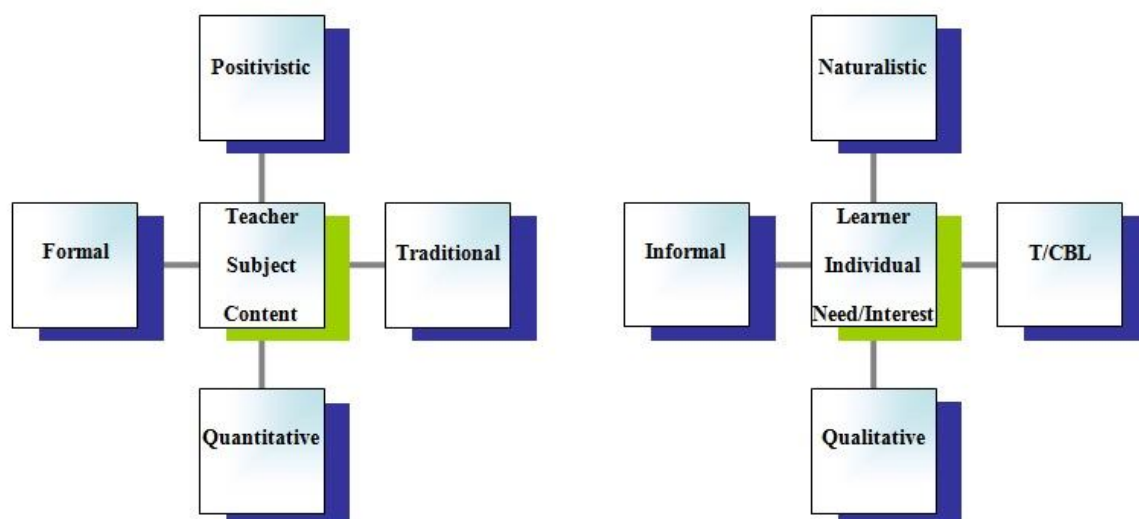 Positivistic
Naturalistic
Formal
Teacher
Subject
Content
Traditional
Informal
Learner
Individual
Need/Interest
T/CBL
Quantitative
Qualitative